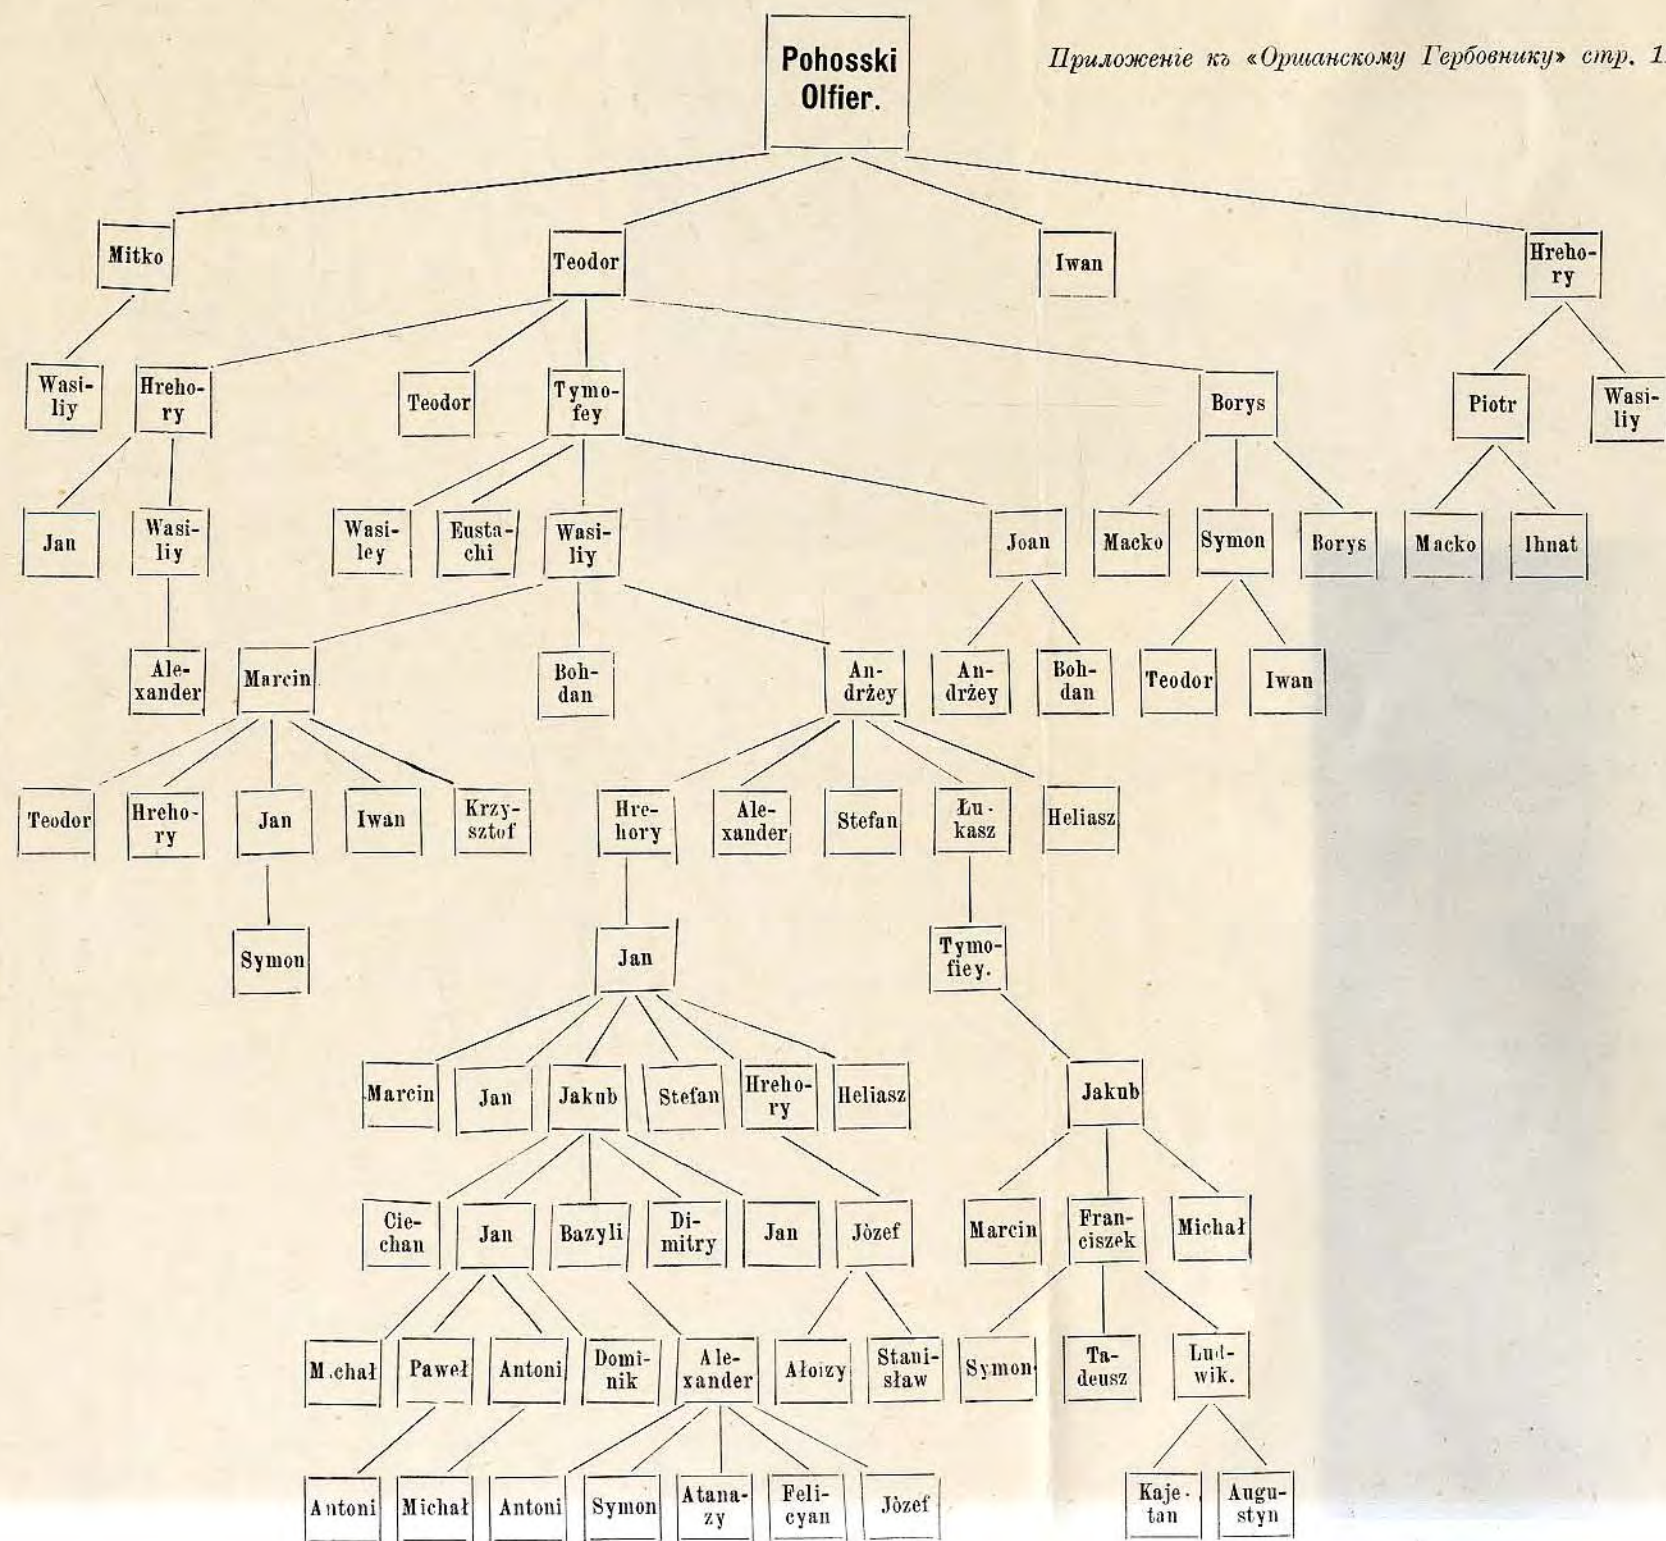 Pohosski
Olfier.
Приложеніе къ «Оршанскому Гербовнику» стр. 1
Mitko
Teodor
Iwan
Hreho-
ry
Wasi-
liy
Hreho-
ry
Teodor
Tymo-
fey
Borys
Piotr
Wasi-
liy
Jan
Wasi-
liy
Wasi-
ley
Eusta-
chi
Wasi-
liy
Joan
Macko
Symon
Borys
Macko
Ihnat
Ale-
xander
Marcin
Boh-
dan
An-
drżey
An-
drżey
Boh-
dan
Teodor
Iwan
Teodor
Hreho-
ry
Jan
Iwan
Krzy-
sztof
Hre-
hory
Ale-
xander
Stefan
Łu-
kasz
Heliasz
Symon
Jan
Tymo-
fiey.
Marcin
Jan
Jakub
Stefan
Hreho-
ry
Heliasz
Jakub
Cie-
chan
Jan
Bazyli
Di-
mitry
Jan
Jòzef
Marcin
Fran-
ciszek
Michał
M.chał
Paweł
Antoni
Domi-
nik
Ale-
xander
Ałoizy
Stani-
sław
Symon
Ta-
deusz
Lud-
wik.
Antoni
Michał
Antoni
Symon
Atana-
zy
Feli-
cyan
Jòzef
Kaje-
tan
Augu-
styn